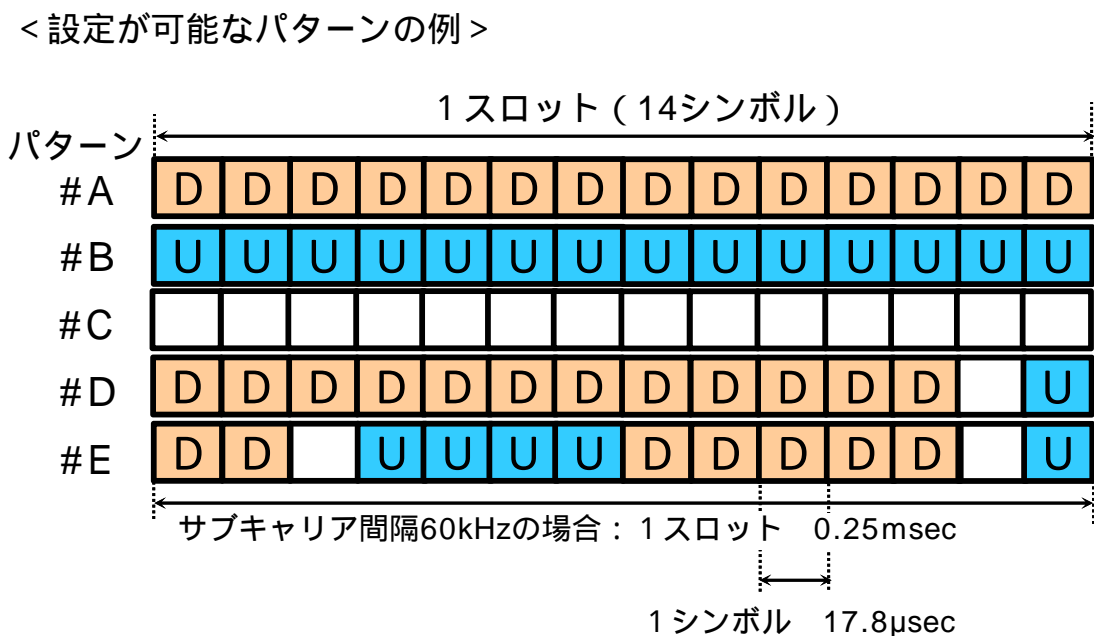 ＜設定が可能なパターンの例＞
1スロット（14シンボル）
パターン
#A D D D D D D D D D D D D D D
#B U U U U U U U U U U U U U U
#C
#D D D D D D D D D D D D D U
#E D D U U U U D D D D D U
サブキャリア間隔60kHzの場合：1スロット 0.25msec
1シンボル 17.8μsec